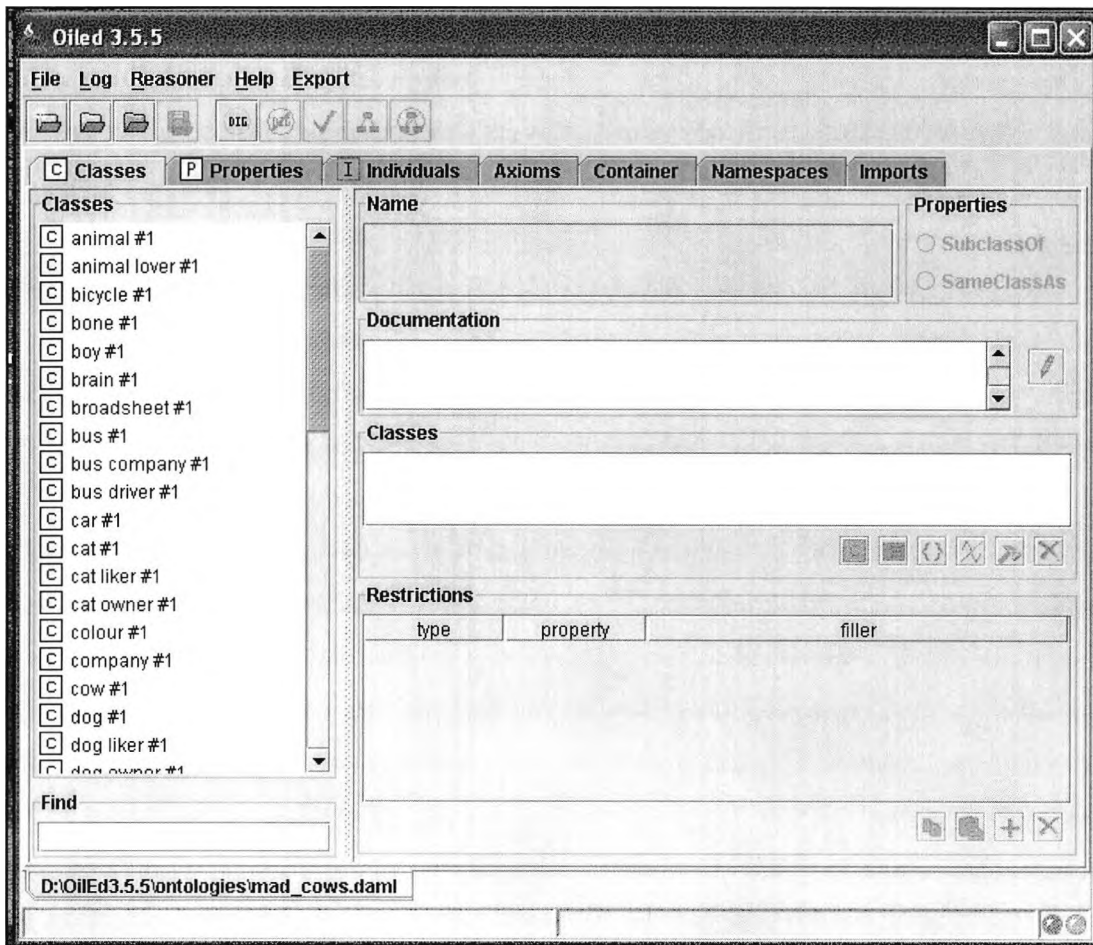 Oiled 3.5.5
File Log Reasoner Help Export
DIG DIG
C Classes P Properties I Individuals Axioms Container Namespaces Imports
Classes
C animal #1
C animal lover #1
C bicycle #1
C bone #1
C boy #1
C brain #1
C broadsheet #1
C bus #1
C bus company #1
C bus driver #1
C car #1
C cat #1
C cat liker #1
C cat owner #1
C colour #1
C company #1
C cow #1
C dog #1
C dog liker #1
C dog owner #1
Find
Name
Properties
SubclassOf
SameClassAs
Documentation
Classes
{}
Restrictions
type property filler
D:\OilEd3.5.5\ontologies\mad_cows.daml